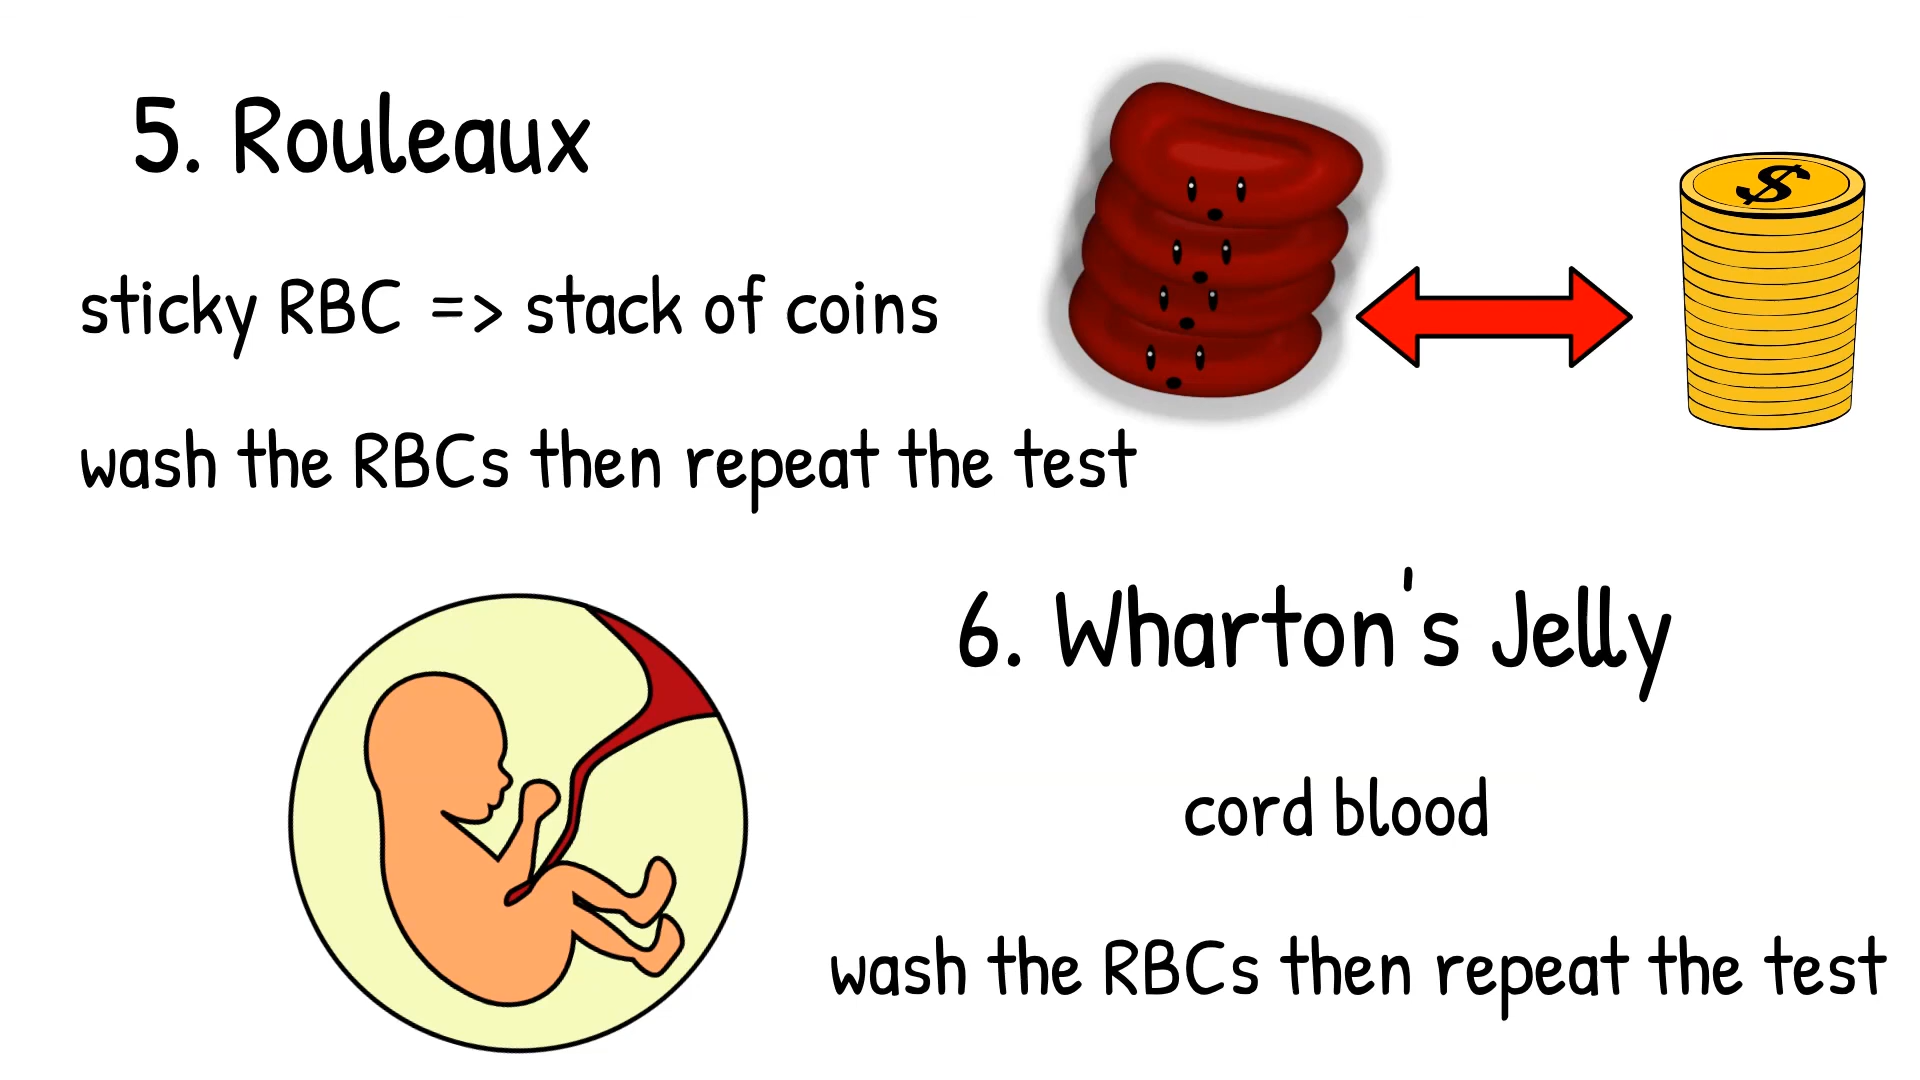 5. Rouleaux
sticky RBC => stack of coins
wash the RBCs then repeat the test
$
6. Wharton's Jelly
cord blood
wash the RBCs then repeat the test